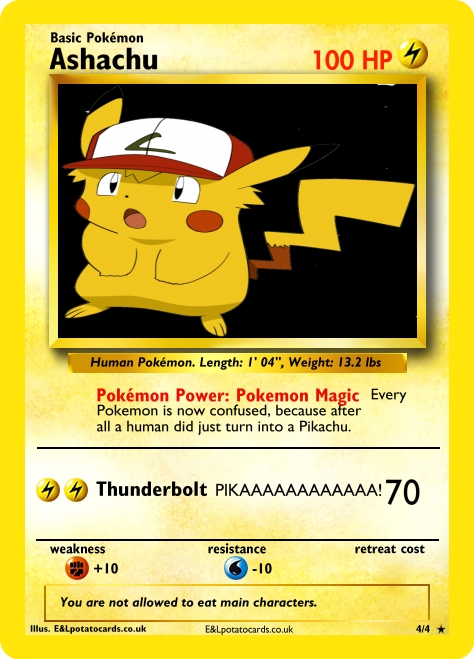 Basic Pokémon
Ashachu 100 HP
Human Pokémon. Length: 1' 04", Weight: 13.2 lbs
Pokémon Power: Pokemon Magic Every
Pokemon is now confused, because after
all a human did just turn into a Pikachu.
Thunderbolt PIKAAAAAAAAAAAA! 70
weakness resistance retreat cost
+10 -10
You are not allowed to eat main characters.
Illus. E&Lpotatocards.co.uk E&Lpotatocards.co.uk 4/4 ★